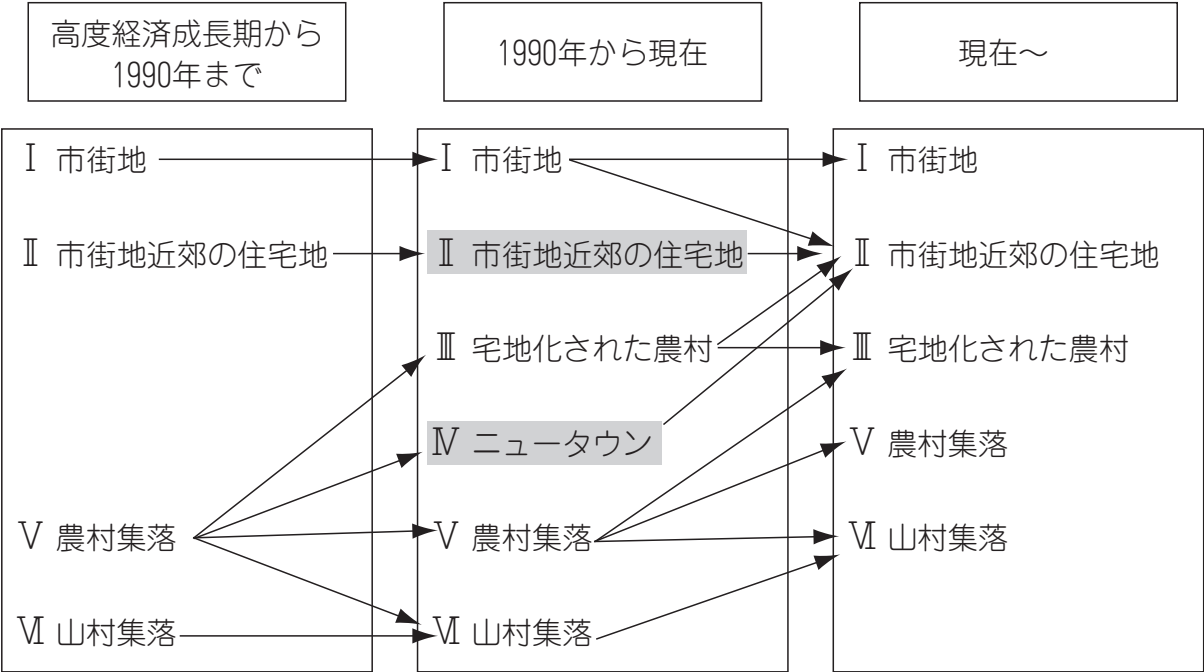 高度経済成長期から
1990年まで
1990年から現在
現在～
Ⅰ 市街地
Ⅱ 市街地近郊の住宅地
Ⅴ 農村集落
Ⅵ 山村集落
Ⅰ 市街地
Ⅱ 市街地近郊の住宅地
Ⅲ 宅地化された農村
Ⅳ ニュータウン
Ⅴ 農村集落
Ⅵ 山村集落
Ⅰ 市街地
Ⅱ 市街地近郊の住宅地
Ⅲ 宅地化された農村
Ⅴ 農村集落
Ⅵ 山村集落